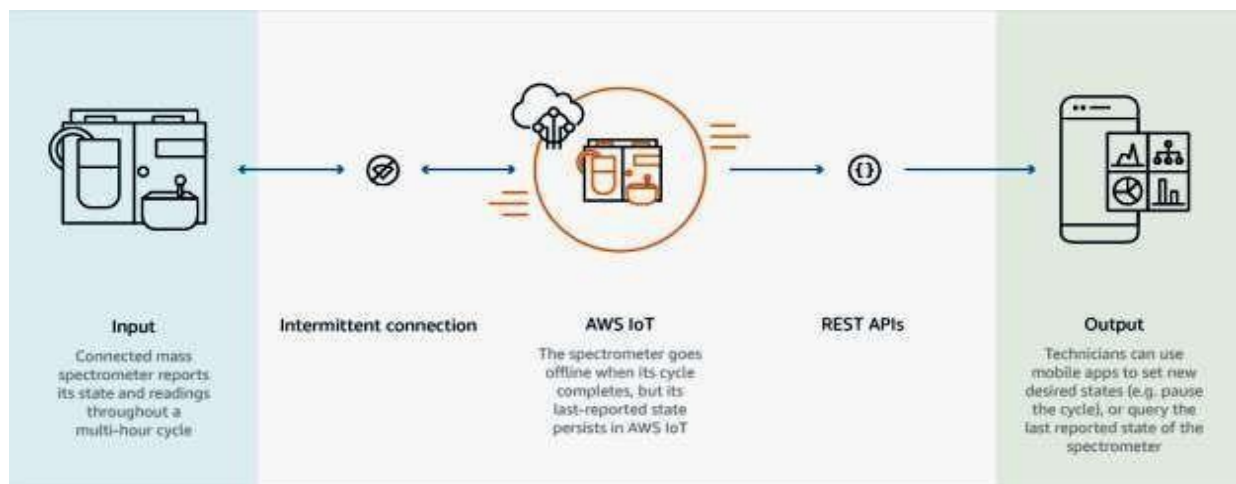 Input
Connected mass
spectrometer reports
its state and readings
throughout a
multi-hour cycle
Intermittent connection
AWS IoT
The spectrometer goes
offline when its cycle
completes, but its
last-reported state
persists in AWS IoT
{}
REST APIs
Output
Technicians can use
mobile apps to set new
desired states (e.g. pause
the cycle), or query the
last reported state of the
spectrometer